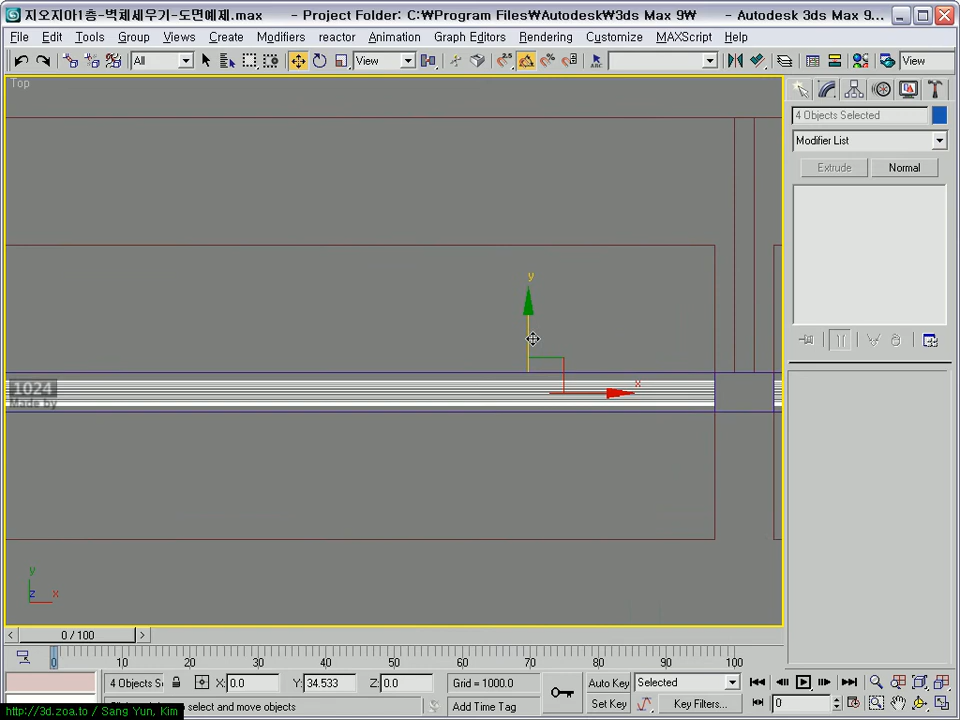 지오지아1층-벽체세우기-도면예제.max - Project Folder: C:₩Program Files₩Autodesk₩3ds Max 9₩ - Autodesk 3ds Max 9...
File Edit Tools Group Views Create Modifiers reactor Animation Graph Editors Rendering Customize MAXScript Help
All View View
Top
4 Objects Selected
Modifier List
Extrude Normal
y
x
1024
Made by
y
z x
< 0 / 100 >
0 10 20 30 40 50 60 70 80 90 100
4 Objects S X: 0.0 Y: 34.533 Z: 0.0 Grid = 1000.0 Auto Key Selected
select and move objects Add Time Tag Set Key Key Filters... 0
http://3d.zoa.to / Sang Yun, Kim